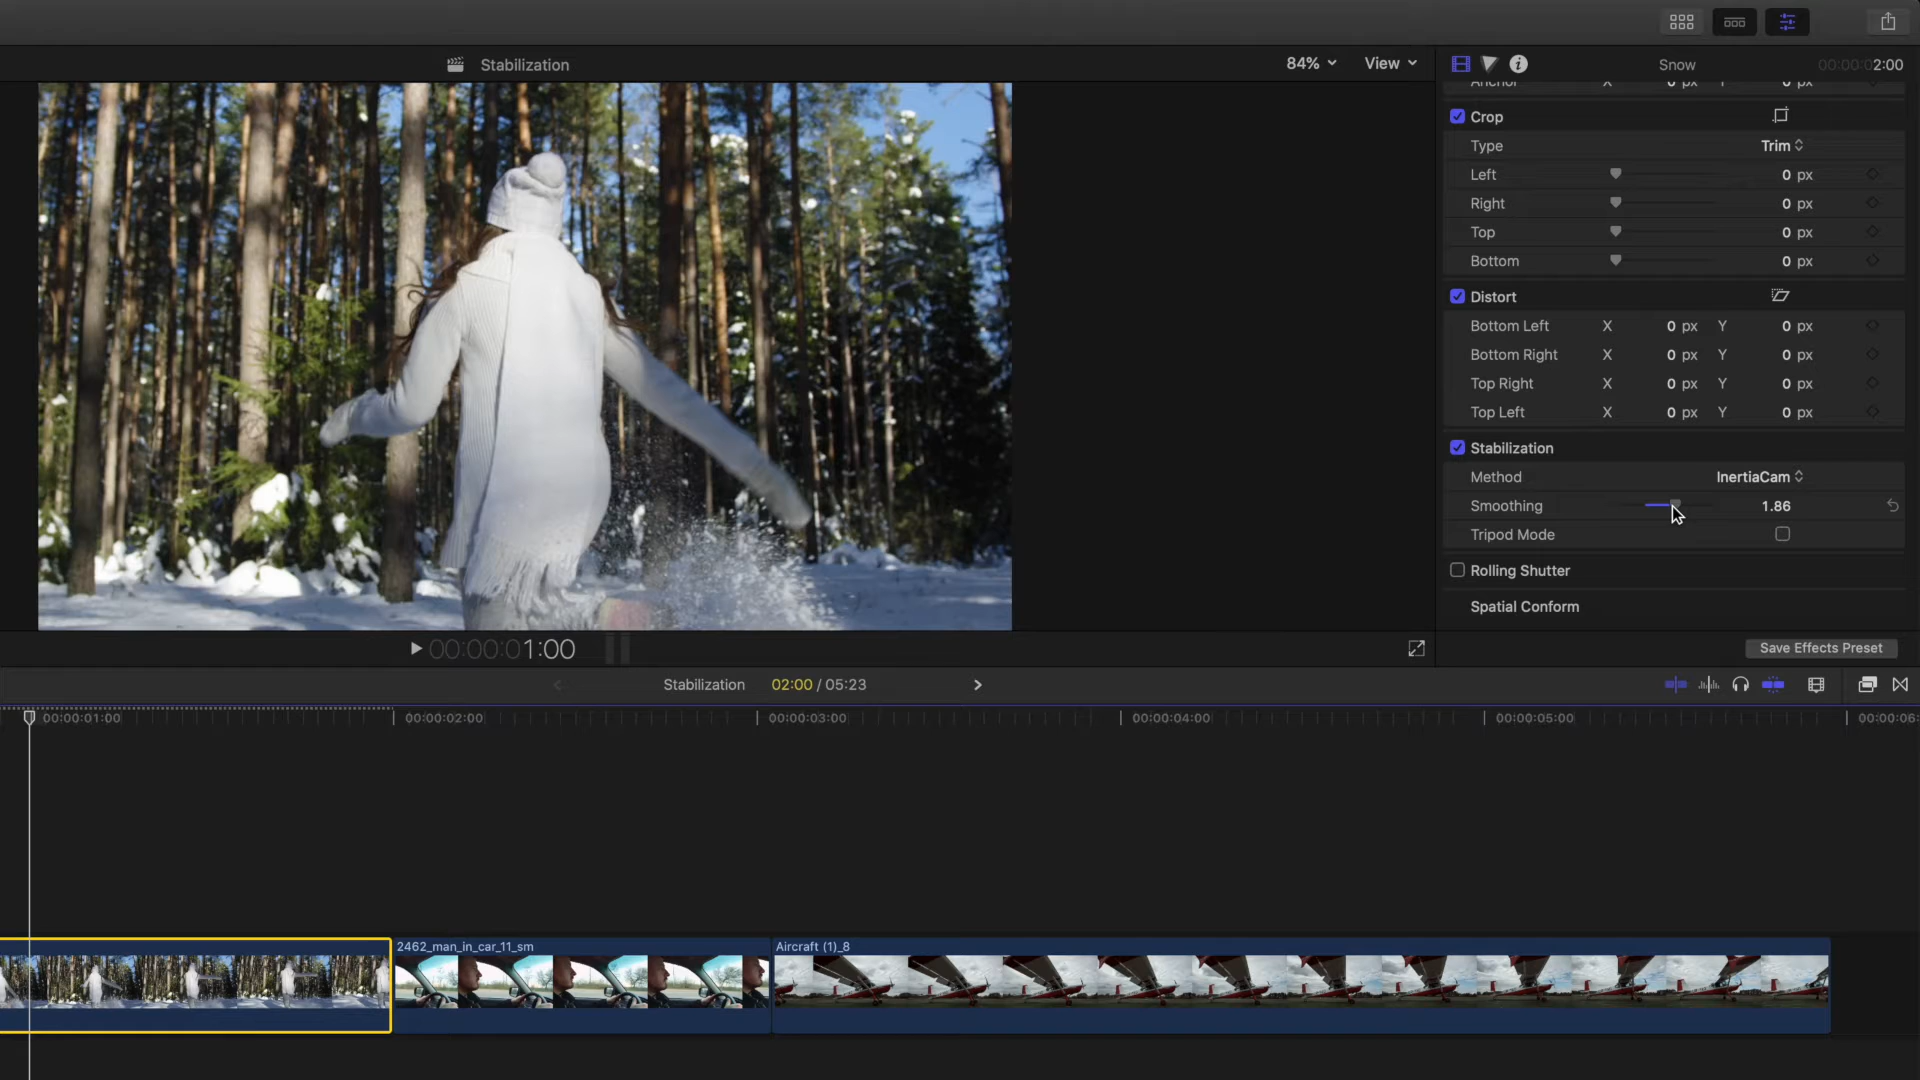 Stabilization
84%
View
Snow
00:00:02:00
Anchor X 0 px Y 0 px
Crop
Type Trim
Left 0 px
Right 0 px
Top 0 px
Bottom 0 px
Distort
Bottom Left X 0 px Y 0 px
Bottom Right X 0 px Y 0 px
Top Right X 0 px Y 0 px
Top Left X 0 px Y 0 px
Stabilization
Method InertiaCam
Smoothing 1.86
Tripod Mode
Rolling Shutter
Spatial Conform
00:00:01:00
Save Effects Preset
Stabilization 02:00 / 05:23
00:00:01:00 00:00:02:00 00:00:03:00 00:00:04:00 00:00:05:00 00:00:06:
2462_man_in_car_11_sm
Aircraft (1)_8